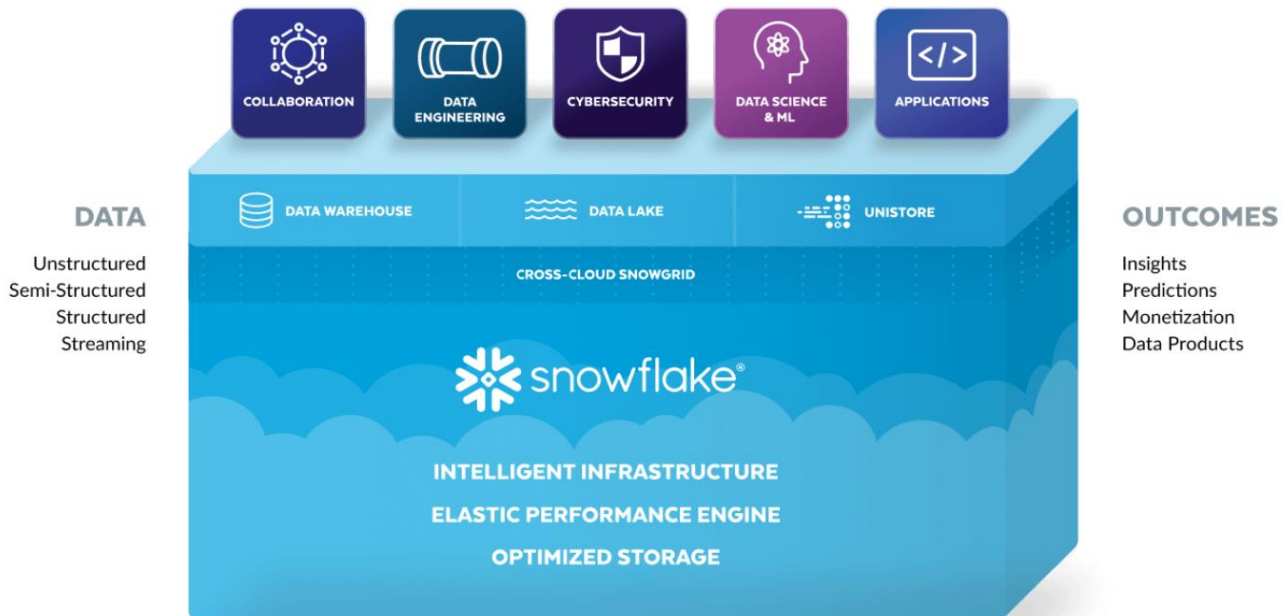 COLLABORATION
DATA
ENGINEERING
CYBERSECURITY
DATA SCIENCE
& ML
</>
APPLICATIONS
DATA WAREHOUSE
DATA LAKE
UNISTORE
DATA
Unstructured
Semi-Structured
Structured
Streaming
CROSS-CLOUD SNOWGRID
snowflake®
INTELLIGENT INFRASTRUCTURE
ELASTIC PERFORMANCE ENGINE
OPTIMIZED STORAGE
OUTCOMES
Insights
Predictions
Monetization
Data Products